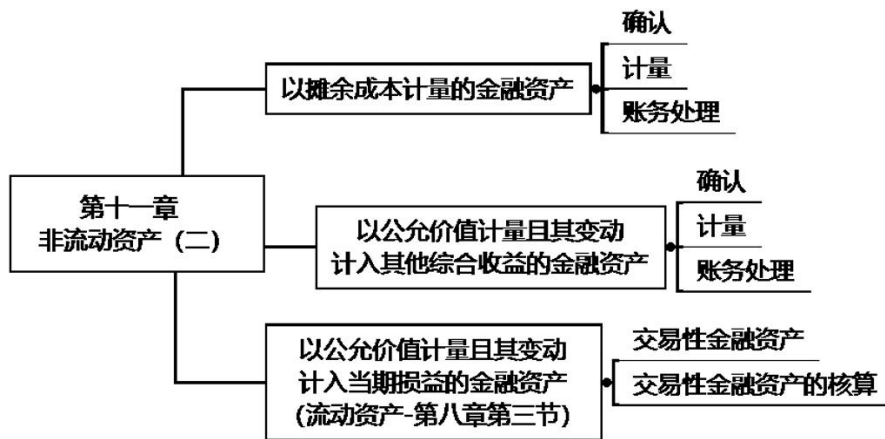 第十一章
非流动资产（二）
以摊余成本计量的金融资产
确认
计量
账务处理
以公允价值计量且其变动
计入其他综合收益的金融资产
确认
计量
账务处理
以公允价值计量且其变动
计入当期损益的金融资产
(流动资产-第八章第三节)
交易性金融资产
交易性金融资产的核算